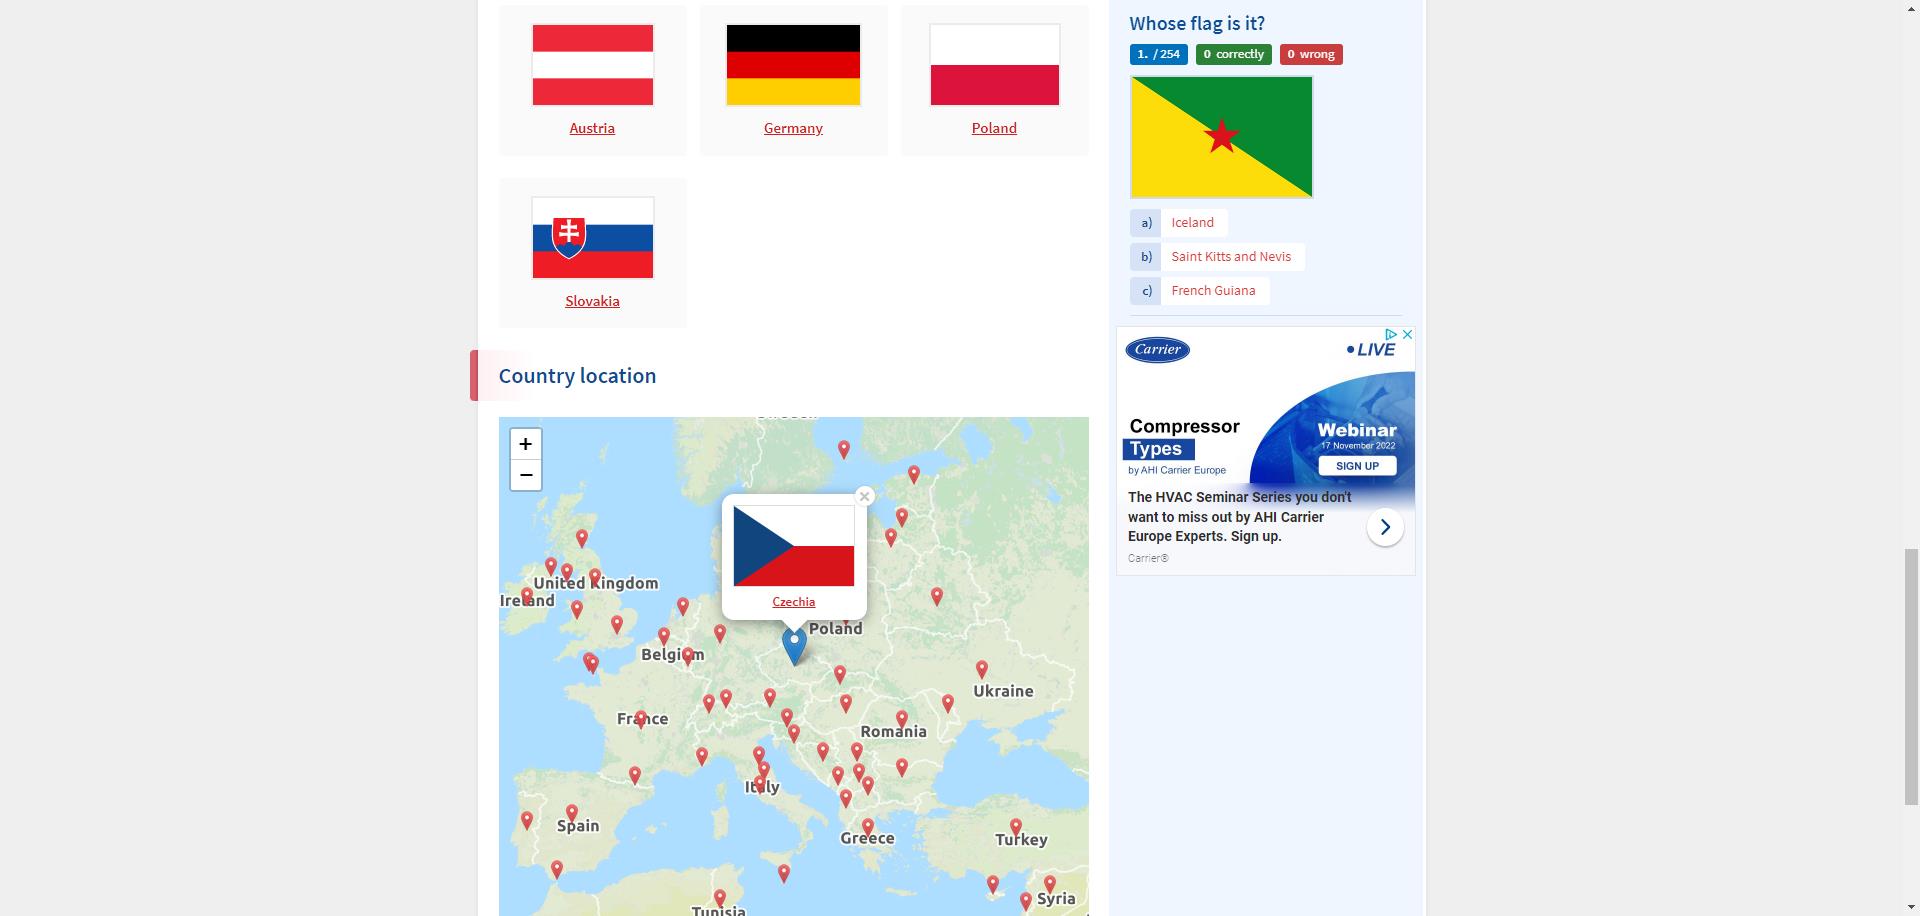 Austria
Germany
Poland
Slovakia
Country location
+
−
United Kingdom
Ireland
Poland
Belgium
Ukraine
France
Romania
Italy
Spain
Greece
Turkey
Syria
Tunisia
×
Czechia
Whose flag is it?
1. / 254 0 correctly 0 wrong
a) Iceland
b) Saint Kitts and Nevis
c) French Guiana
Carrier
LIVE
Compressor
Types
by AHI Carrier Europe
Webinar
17 November 2022
SIGN UP
The HVAC Seminar Series you don't
want to miss out by AHI Carrier
Europe Experts. Sign up.
Carrier®